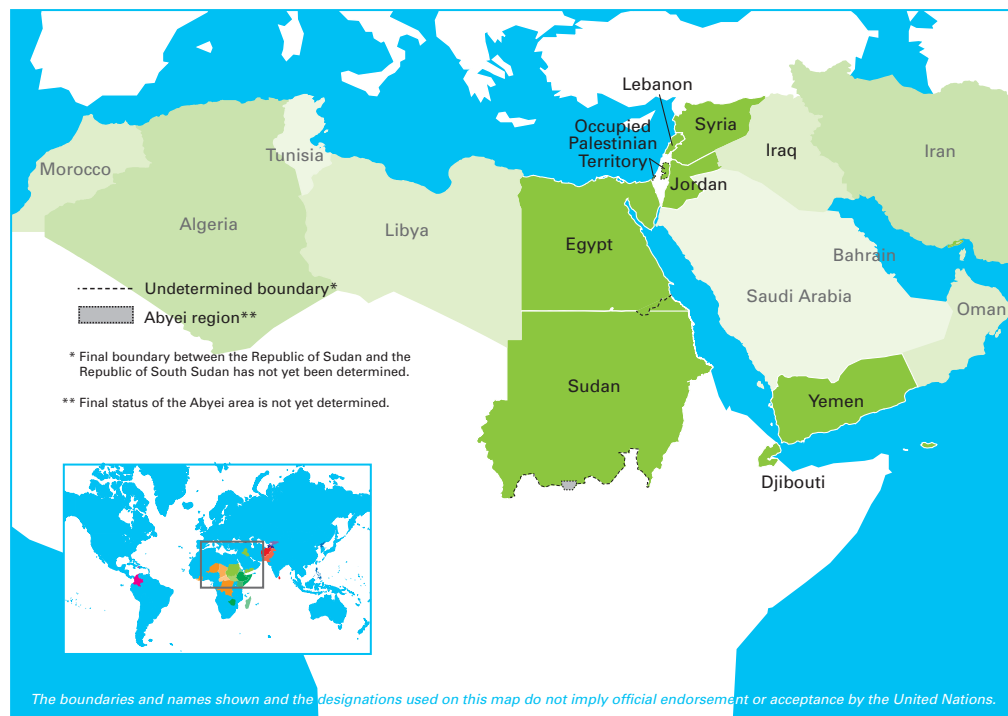 Lebanon
Occupied
Palestinian
Territory
Syria
Iraq
Iran
Jordan
Morocco
Tunisia
Algeria
Libya
Egypt
Bahrain
Saudi Arabia
Oman
Undetermined boundary*
Abyei region**
* Final boundary between the Republic of Sudan and the
Republic of South Sudan has not yet been determined.
** Final status of the Abyei area is not yet determined.
Sudan
Yemen
Djibouti
The boundaries and names shown and the designations used on this map do not imply official endorsement or acceptance by the United Nations.